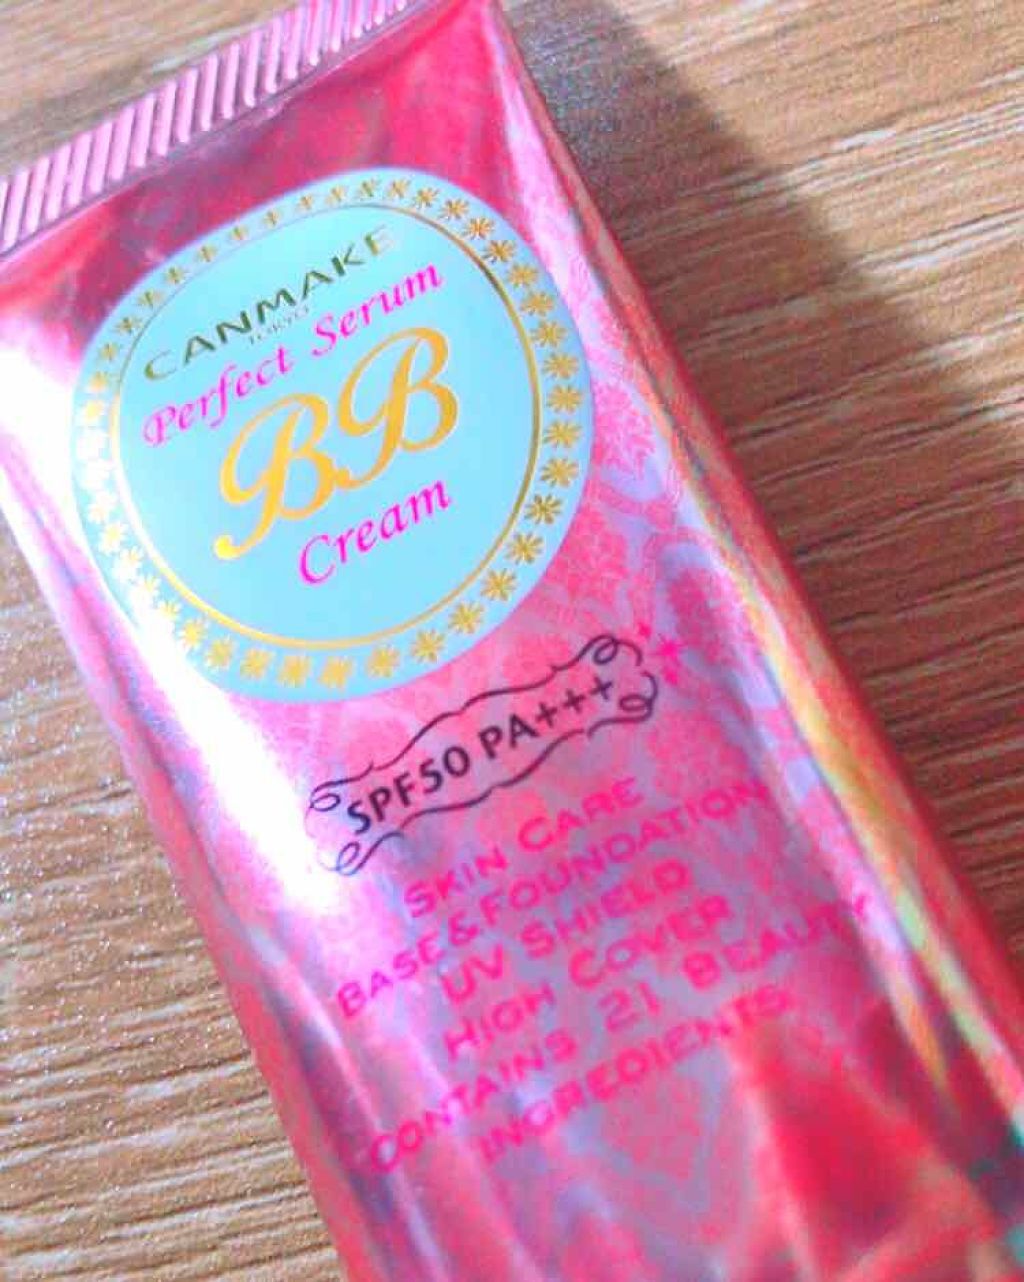 CANMAKE
TOKYO
Perfect Serum
BB
Cream
SPF50 PA+++
SKIN CARE
BASE&FOUNDATION
UV SHIELD
HIGH COVER
CONTAINS 21 BEAUTY
INGREDIENTS